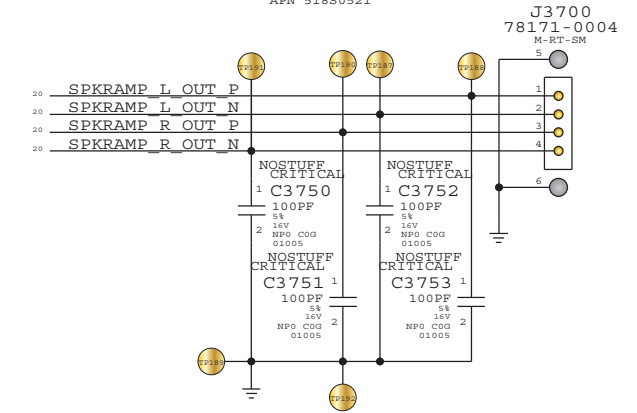 APN 518S0521
J3700
78171-0004
M-RT-SM
5
TP191
TP190
TP187
TP188
20 SPKRAMP_L_OUT_P 1
20 SPKRAMP_L_OUT_N 2
20 SPKRAMP_R_OUT_P 3
20 SPKRAMP_R_OUT_N 4
6
NOSTUFF
CRITICAL
1 C3750
100PF
5%
16V
2 NP0 C0G
01005
NOSTUFF
CRITICAL
1 C3752
100PF
5%
16V
2 NP0 C0G
01005
NOSTUFF
CRITICAL
C3751 1
100PF
5%
16V
NP0 C0G 2
01005
NOSTUFF
CRITICAL
C3753 1
100PF
5%
16V
NP0 C0G 2
01005
TP189
TP192